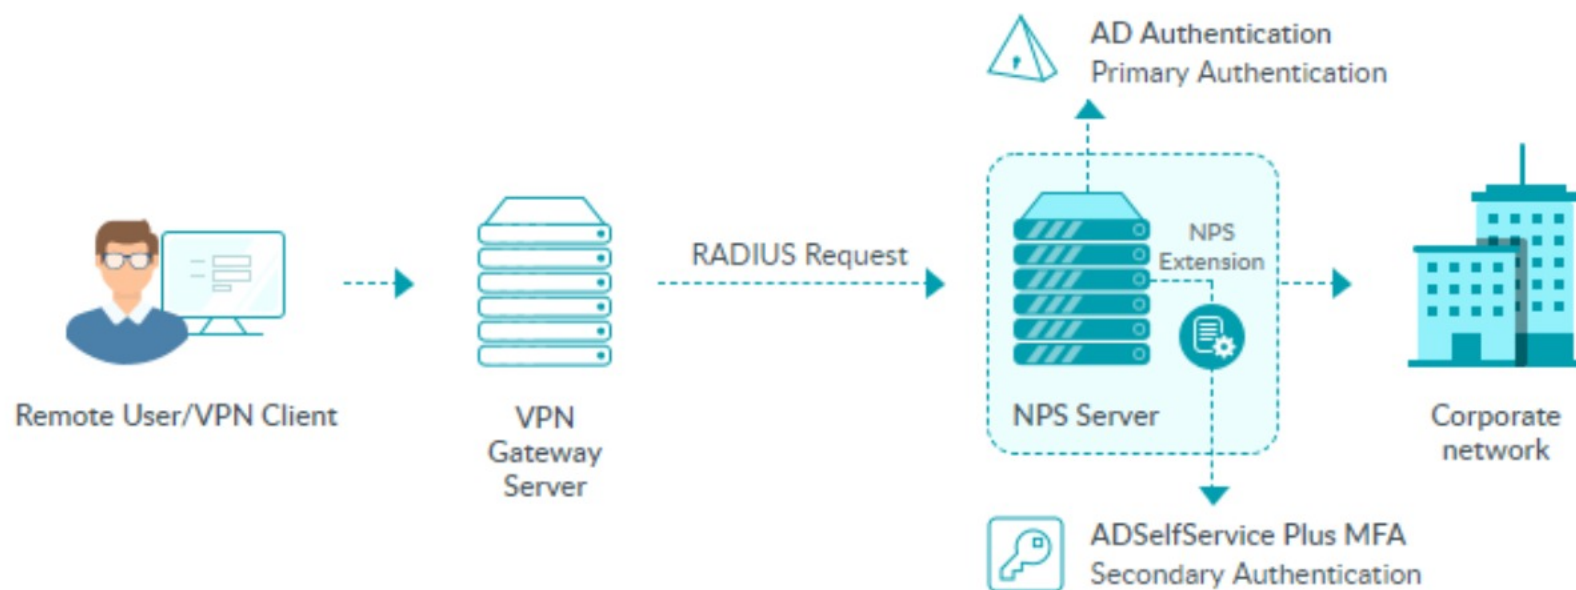 AD Authentication
Primary Authentication
RADIUS Request
NPS
Extension
Remote User/VPN Client
VPN
Gateway
Server
NPS Server
Corporate
network
ADSelfService Plus MFA
Secondary Authentication